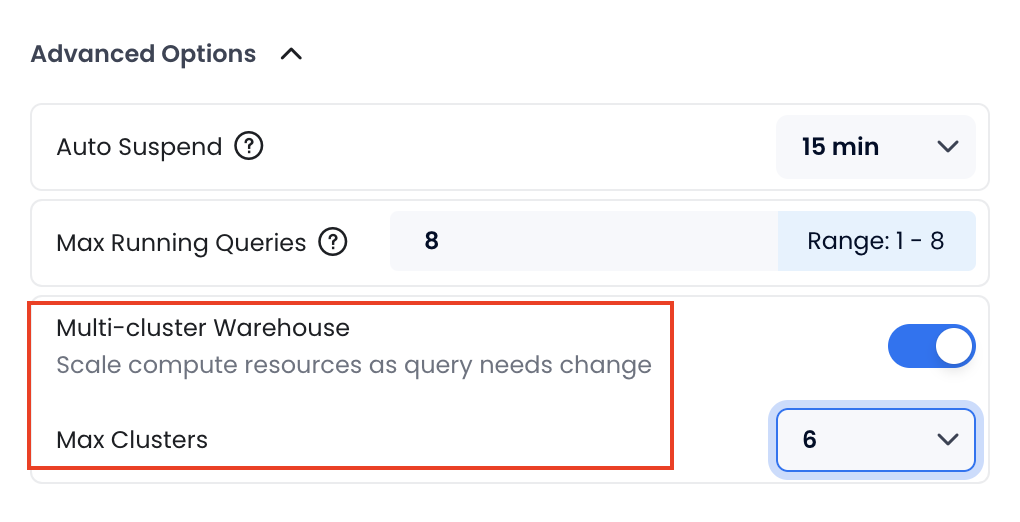 Advanced Options
Auto Suspend ?
15 min
Max Running Queries ?
8
Range: 1 - 8
Multi-cluster Warehouse
Scale compute resources as query needs change
Max Clusters
6